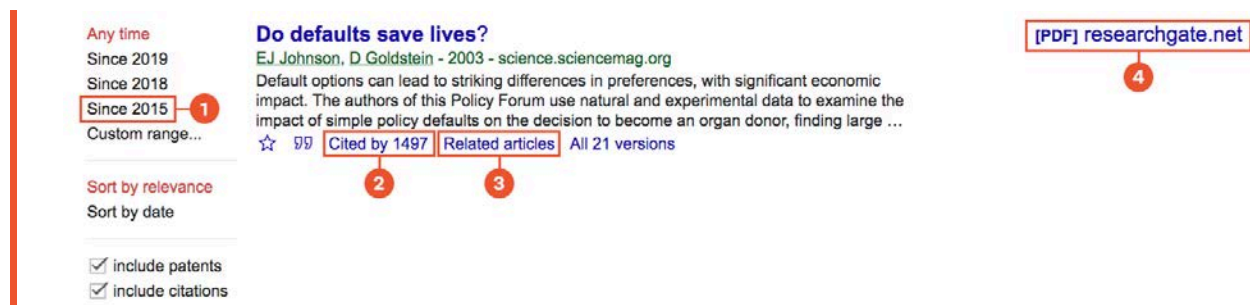 Any time
Since 2019
Since 2018
Since 2015
1
Custom range...
Sort by relevance
Sort by date
include patents
include citations
Do defaults save lives?
EJ Johnson, D Goldstein - 2003 - science.sciencemag.org
Default options can lead to striking differences in preferences, with significant economic
impact. The authors of this Policy Forum use natural and experimental data to examine the
impact of simple policy defaults on the decision to become an organ donor, finding large ...
Cited by 1497 Related articles All 21 versions
2 3
[PDF] researchgate.net
4